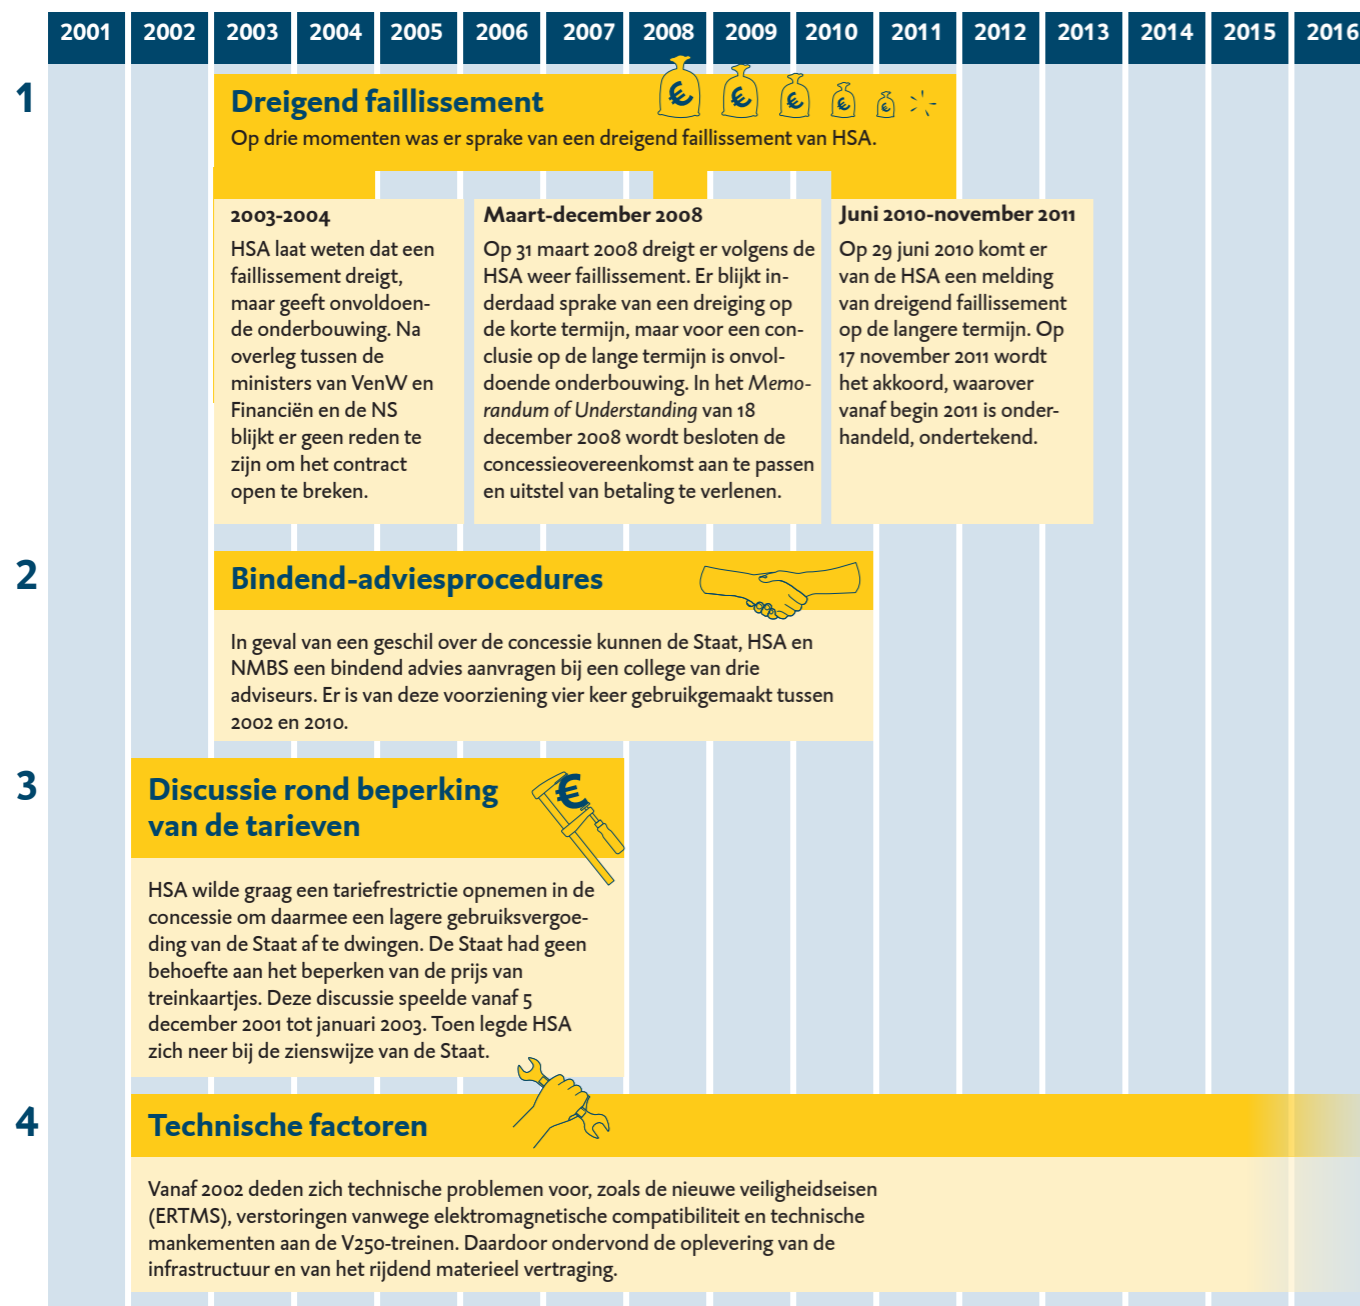 2001 2002 2003 2004 2005 2006 2007 2008 2009 2010 2011 2012 2013 2014 2015 2016
1
Dreigend faillissement
€ € € € €
Op drie momenten was er sprake van een dreigend faillissement van HSA.
2003-2004
HSA laat weten dat een
faillissement dreigt,
maar geeft onvoldoen-
de onderbouwing. Na
overleg tussen de
ministers van VenW en
Financiën en de NS
blijkt er geen reden te
zijn om het contract
open te breken.
Maart-december 2008
Op 31 maart 2008 dreigt er volgens de
HSA weer faillissement. Er blijkt in-
derdaad sprake van een dreiging op
de korte termijn, maar voor een con-
clusie op de lange termijn is onvol-
doende onderbouwing. In het Memo-
randum of Understanding van 18
december 2008 wordt besloten de
concessieovereenkomst aan te passen
en uitstel van betaling te verlenen.
Juni 2010-november 2011
Op 29 juni 2010 komt er
van de HSA een melding
van dreigend faillissement
op de langere termijn. Op
17 november 2011 wordt
het akkoord, waarover
vanaf begin 2011 is onder-
handeld, ondertekend.
2
Bindend-adviesprocedures
In geval van een geschil over de concessie kunnen de Staat, HSA en
NMBS een bindend advies aanvragen bij een college van drie
adviseurs. Er is van deze voorziening vier keer gebruikgemaakt tussen
2002 en 2010.
3
Discussie rond beperking
van de tarieven
€
HSA wilde graag een tariefrestrictie opnemen in de
concessie om daarmee een lagere gebruiksvergoe-
ding van de Staat af te dwingen. De Staat had geen
behoefte aan het beperken van de prijs van
treinkaartjes. Deze discussie speelde vanaf 5
december 2001 tot januari 2003. Toen legde HSA
zich neer bij de zienswijze van de Staat.
4
Technische factoren
Vanaf 2002 deden zich technische problemen voor, zoals de nieuwe veiligheidseisen
(ERTMS), verstoringen vanwege elektromagnetische compatibiliteit en technische
mankementen aan de V250-treinen. Daardoor ondervond de oplevering van de
infrastructuur en van het rijdend materieel vertraging.